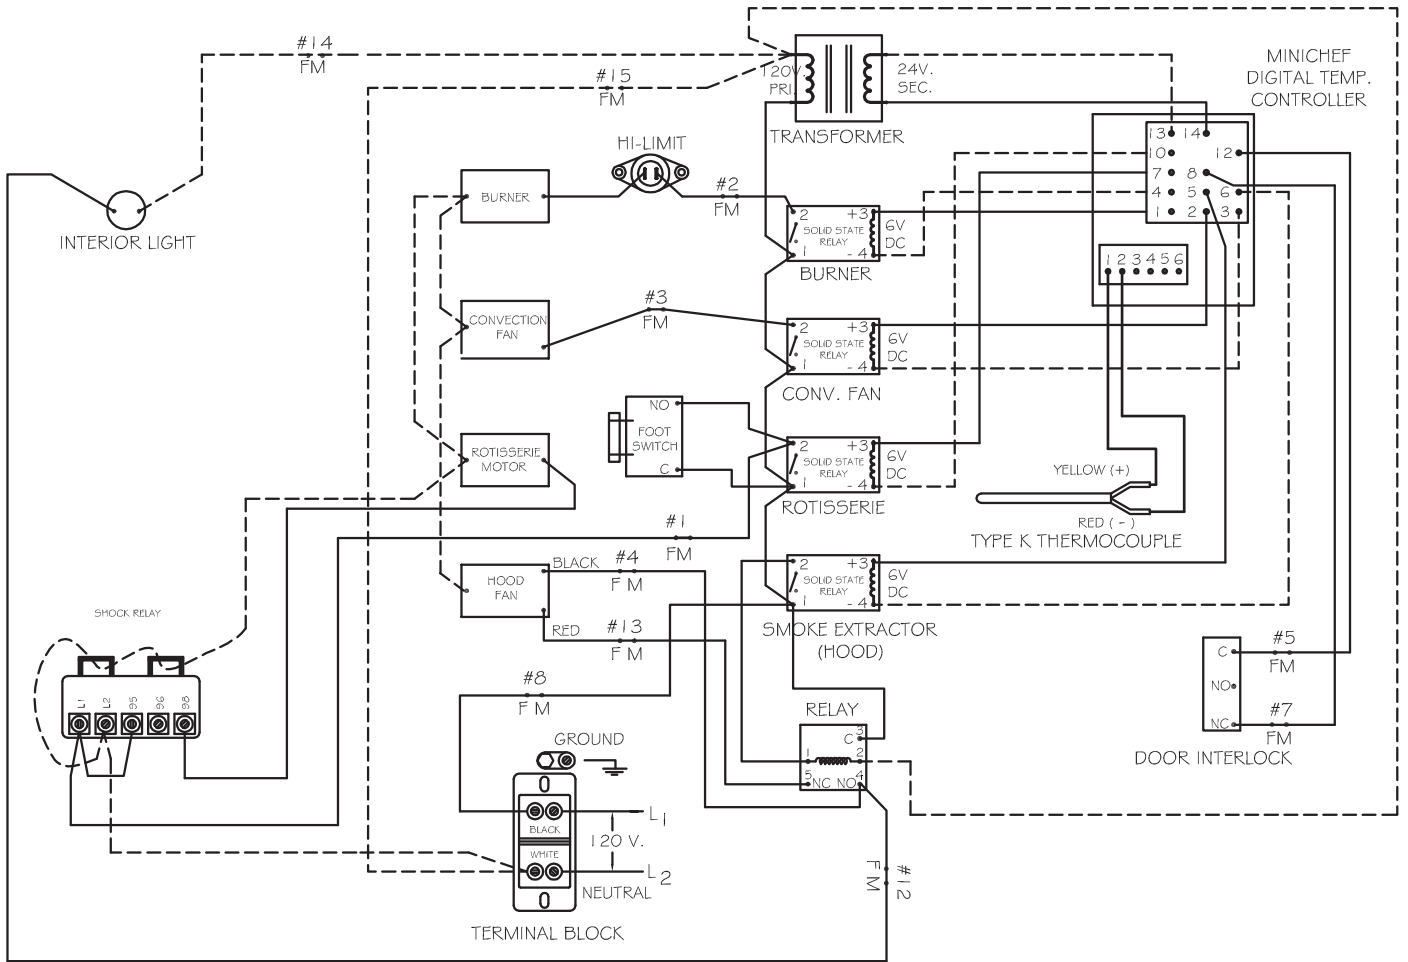 #14
FM
#15
FM
120V.
PRI.
24V.
SEC.
TRANSFORMER
MINICHEF
DIGITAL TEMP.
CONTROLLER
13 14
10 12
7 8
4 5 6
1 2 3
1 2 3 4 5 6
HI-LIMIT
BURNER
#2
FM
2 +3
SOLID STATE
RELAY
1 - 4
6V
DC
BURNER
INTERIOR LIGHT
CONVECTION
FAN
#3
FM
2 +3
SOLID STATE
RELAY
1 - 4
6V
DC
CONV. FAN
NO
FOOT
SWITCH
C
ROTISSERIE
MOTOR
2 +3
SOLID STATE
RELAY
1 - 4
6V
DC
ROTISSERIE
YELLOW (+)
RED ( - )
TYPE K THERMOCOUPLE
#1
FM
HOOD
FAN
BLACK
#4
F M
RED
#13
F M
2 +3
SOLID STATE
RELAY
1 - 4
6V
DC
SMOKE EXTRACTOR
(HOOD)
SHOCK RELAY
L1 L2 95 96 98
#8
F M
RELAY
3
C
1 2
5 4
NC NO
C
NO
NC
#5
FM
#7
FM
DOOR INTERLOCK
GROUND
BLACK
WHITE
L1
120 V.
L2
NEUTRAL
TERMINAL BLOCK
#12
F M